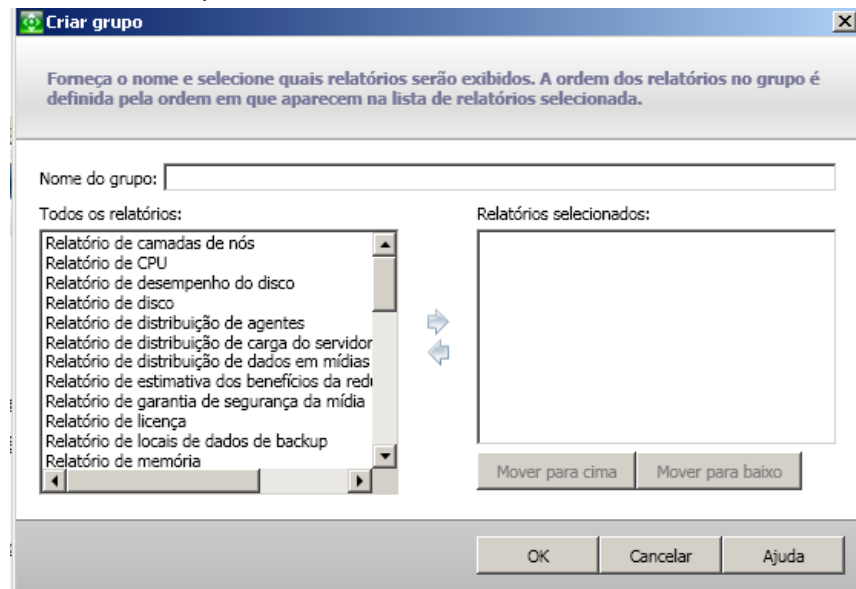 Criar grupo
Forneça o nome e selecione quais relatórios serão exibidos. A ordem dos relatórios no grupo é
definida pela ordem em que aparecem na lista de relatórios selecionada.
Nome do grupo:
Todos os relatórios:
Relatório de camadas de nós
Relatório de CPU
Relatório de desempenho do disco
Relatório de disco
Relatório de distribuição de agentes
Relatório de distribuição de carga do servidor
Relatório de distribuição de dados em mídias
Relatório de estimativa dos benefícios da
Relatório de garantia de segurança da mídia
Relatório de licença
Relatório de locais de dados de backup
Relatório de memória
Relatórios selecionados:
Mover para cima
Mover para baixo
OK
Cancelar
Ajuda